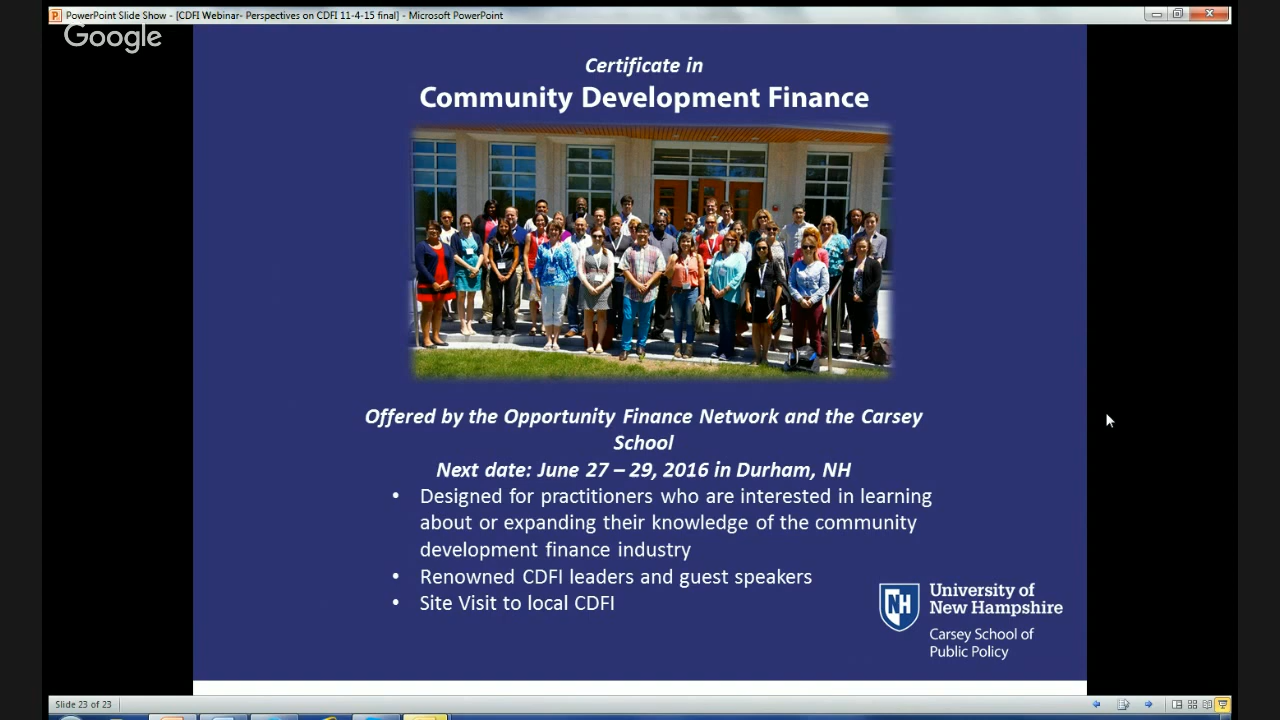 PowerPoint Slide Show - [CDFI Webinar- Perspectives on CDFI 11-4-15 final] - Microsoft PowerPoint
Google
Certificate in
Community Development Finance
Offered by the Opportunity Finance Network and the Carsey
School
Next date: June 27 – 29, 2016 in Durham, NH
• Designed for practitioners who are interested in learning
about or expanding their knowledge of the community
development finance industry
• Renowned CDFI leaders and guest speakers
• Site Visit to local CDFI
NH
University of
New Hampshire
Carsey School of
Public Policy
Slide 23 of 23